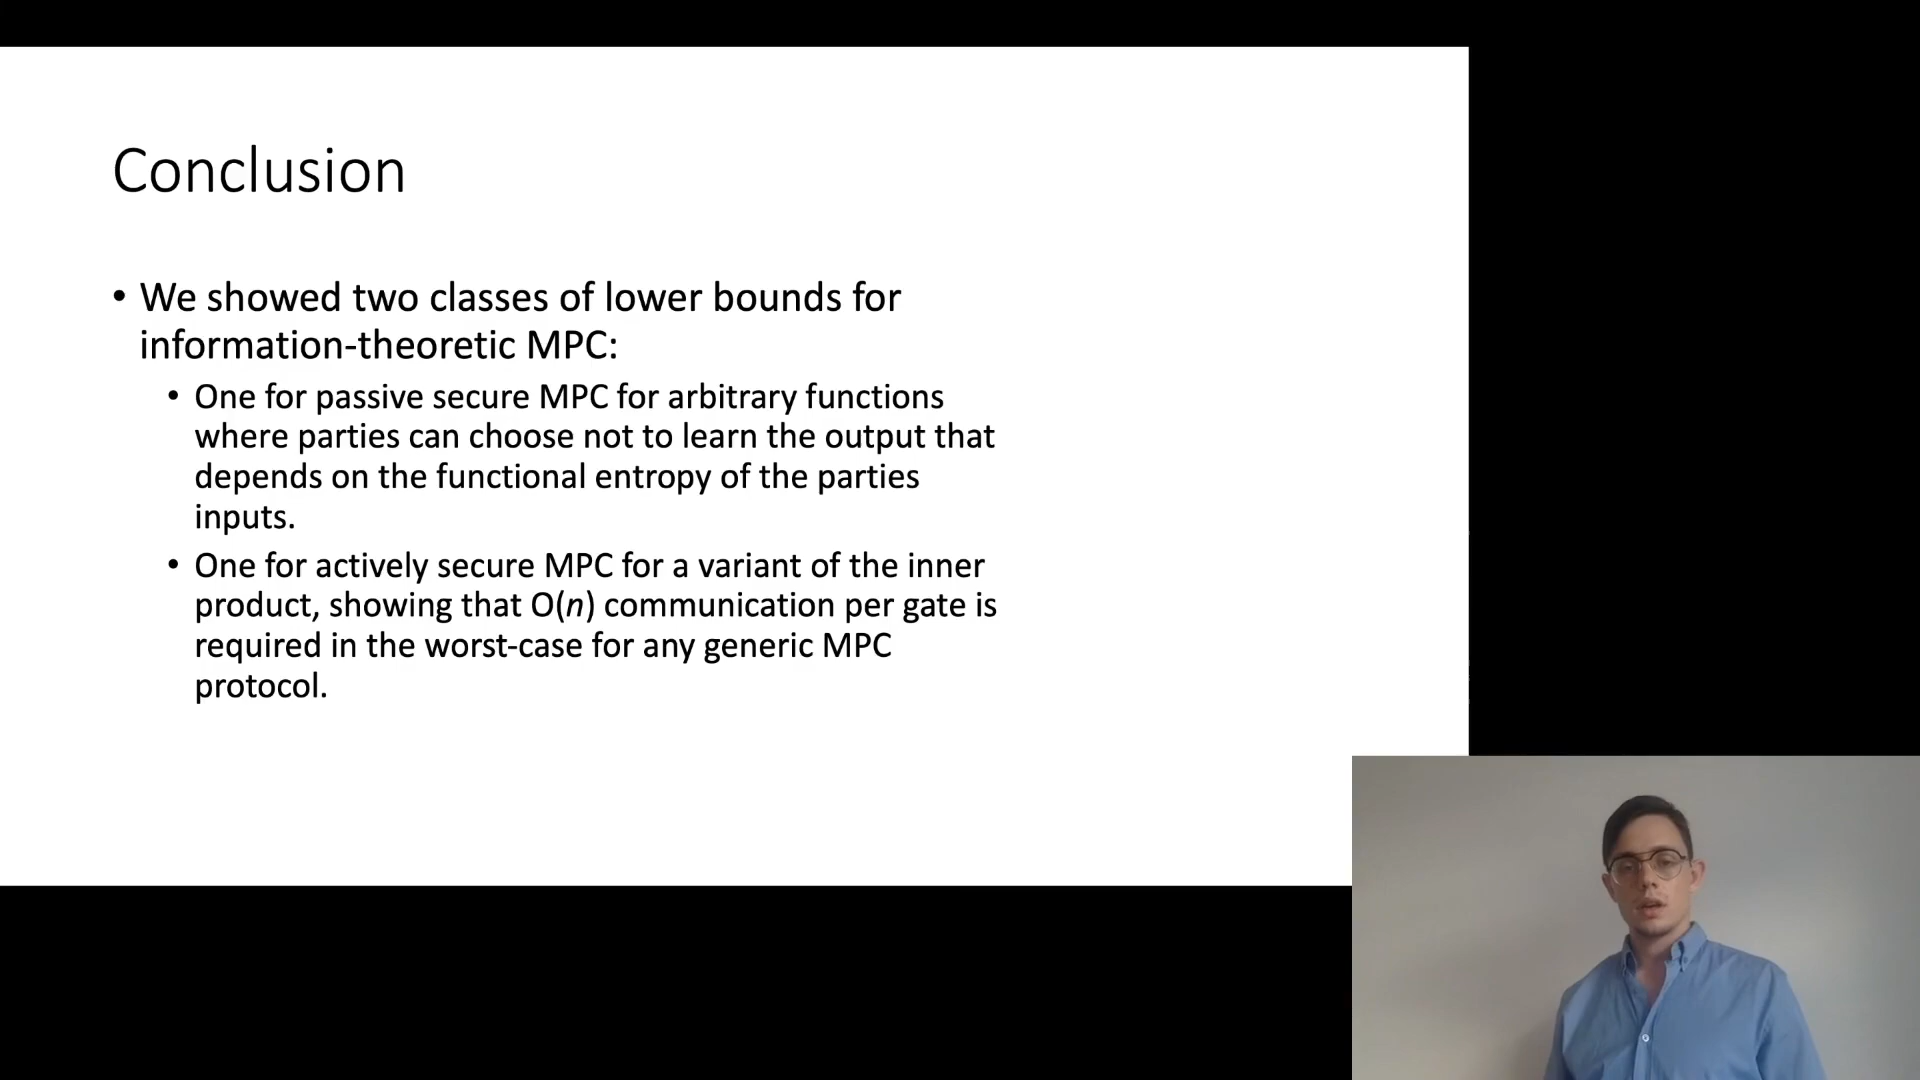 Conclusion
• We showed two classes of lower bounds for
information-theoretic MPC:
• One for passive secure MPC for arbitrary functions
where parties can choose not to learn the output that
depends on the functional entropy of the parties
inputs.
• One for actively secure MPC for a variant of the inner
product, showing that O(n) communication per gate is
required in the worst-case for any generic MPC
protocol.